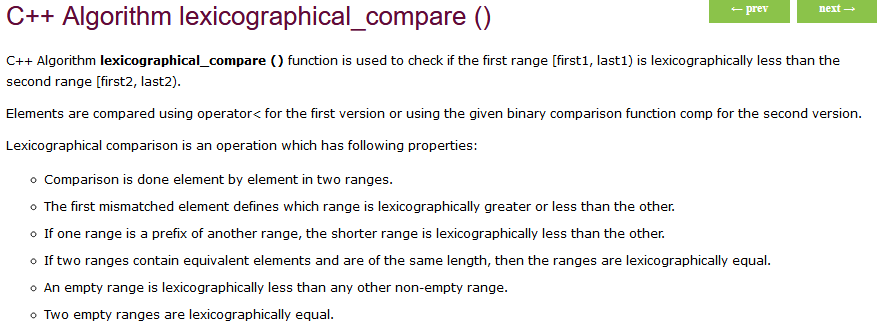 C++ Algorithm lexicographical_compare ()
← prev
next →
C++ Algorithm lexicographical_compare () function is used to check if the first range [first1, last1) is lexicographically less than the
second range [first2, last2).
Elements are compared using operator< for the first version or using the given binary comparison function comp for the second version.
Lexicographical comparison is an operation which has following properties:
Comparison is done element by element in two ranges.
The first mismatched element defines which range is lexicographically greater or less than the other.
If one range is a prefix of another range, the shorter range is lexicographically less than the other.
If two ranges contain equivalent elements and are of the same length, then the ranges are lexicographically equal.
An empty range is lexicographically less than any other non-empty range.
Two empty ranges are lexicographically equal.